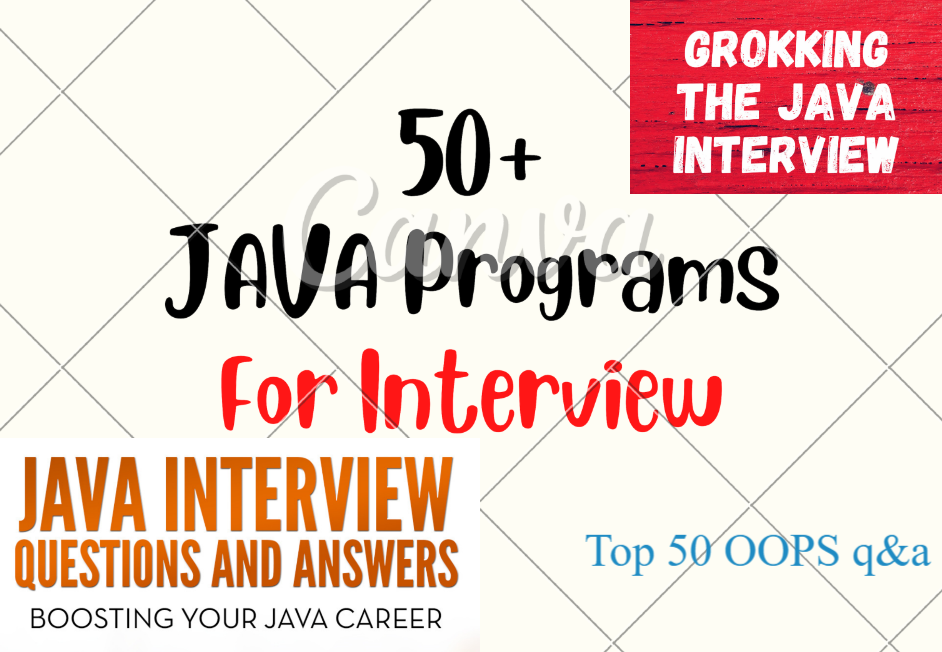 GROKKING
THE JAVA
INTERVIEW
50+
JAVA Programs
Canva
For Interview
JAVA INTERVIEW
QUESTIONS AND ANSWERS
BOOSTING YOUR JAVA CAREER
Top 50 OOPS q&a